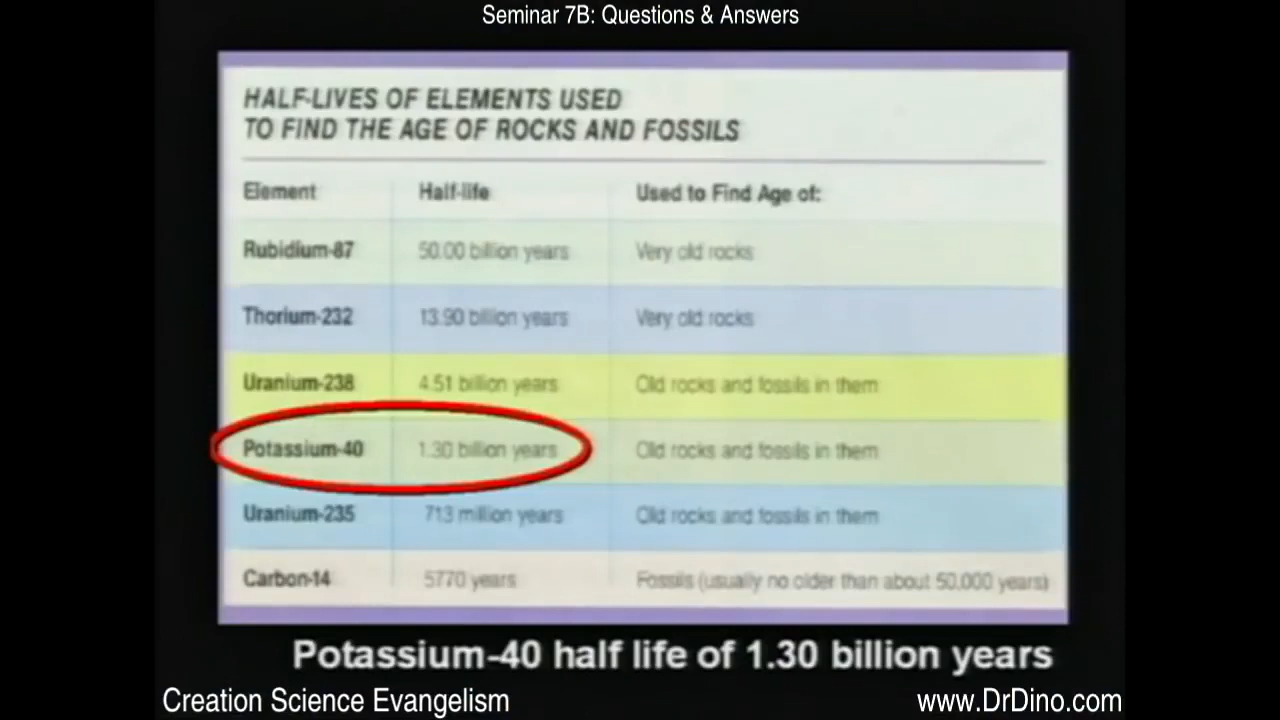 Seminar 7B: Questions & Answers
HALF-LIVES OF ELEMENTS USED
TO FIND THE AGE OF ROCKS AND FOSSILS
Element Half-life Used to Find Age of:
Rubidium-87 50.00 billion years Very old rocks
Thorium-232 13.90 billion years Very old rocks
Uranium-238 4.51 billion years Old rocks and fossils in them
Potassium-40 1.30 billion years Old rocks and fossils in them
Uranium-235 713 million years Old rocks and fossils in them
Carbon-14 5770 years Fossils (usually no older than about 50,000 years)
Potassium-40 half life of 1.30 billion years
Creation Science Evangelism www.DrDino.com